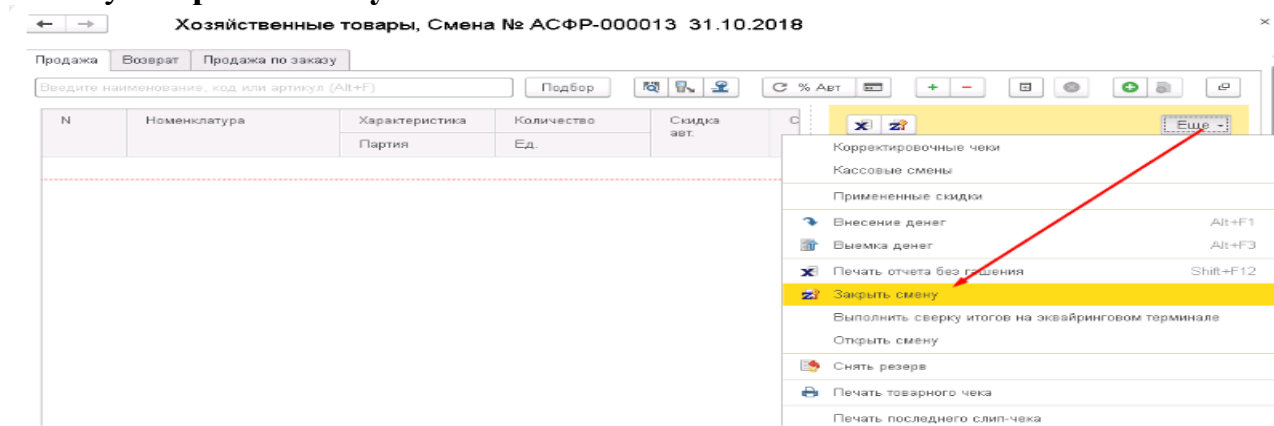 Хозяйственные товары, Смена № АСФР-000013 31.10.2018
Продажа Возврат Продажа по заказу
Введите наименование, код или артикул (Alt+F) Подбор % Авт
N Номенклатура Характеристика Количество Скидка авт. С
Партия Ед.
Еще
Корректировочные чеки
Кассовые смены
Примененные скидки
Внесение денег Alt+F1
Выемка денег Alt+F3
Печать отчета без гашения Shift+F12
Закрыть смену
Выполнить сверку итогов на эквайринговом терминале
Открыть смену
Снять резерв
Печать товарного чека
Печать последнего слип-чека